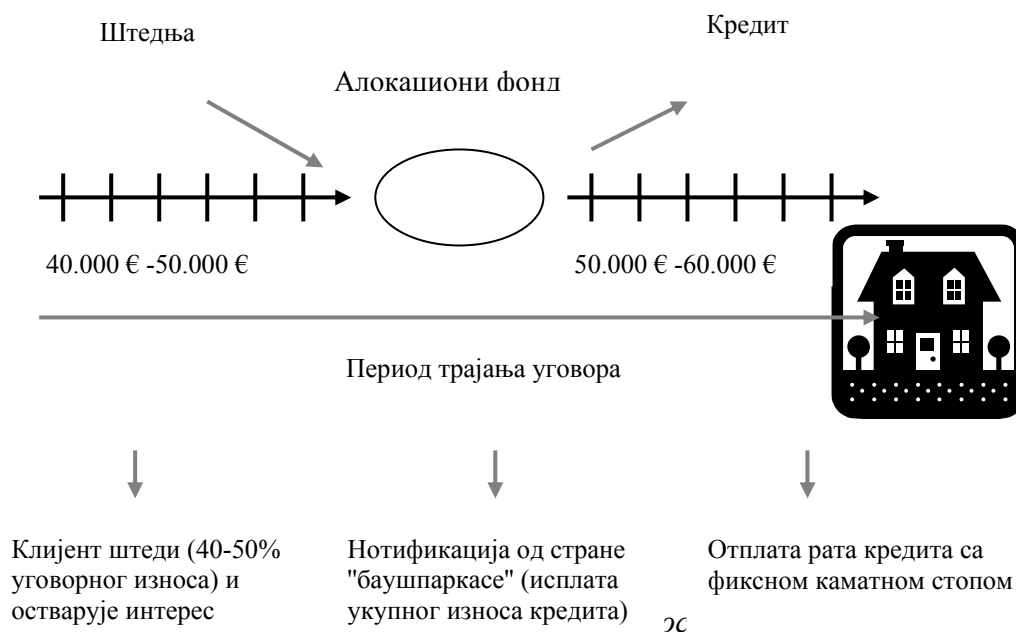 Штедња
Кредит
Алокациони фонд
40.000 € -50.000 €
50.000 € -60.000 €
Период трајања уговора
Клијент штеди (40-50%
уговорног износа) и
остварује интерес
Нотификација од стране
"баушпаркасе" (исплата
укупног износа кредита)
Отплата рата кредита са
фиксном каматном стопом